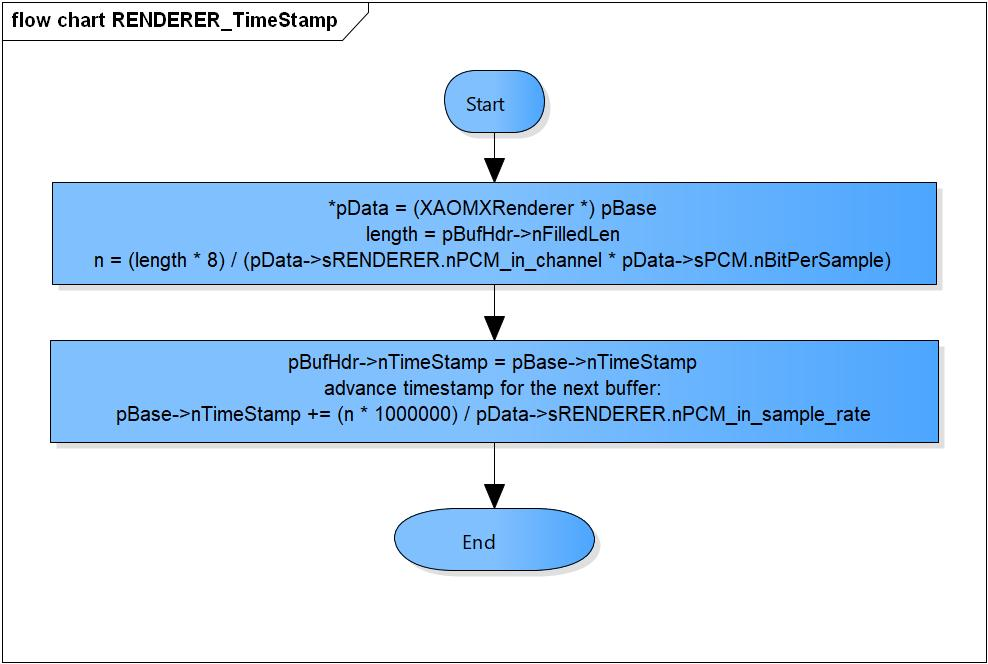 flow chart RENDERER_TimeStamp
Start
*pData = (XAOMXRenderer *) pBase
length = pBufHdr->nFilledLen
n = (length * 8) / (pData->sRENDERER.nPCM_in_channel * pData->sPCM.nBitPerSample)
pBufHdr->nTimeStamp = pBase->nTimeStamp
advance timestamp for the next buffer:
pBase->nTimeStamp += (n * 1000000) / pData->sRENDERER.nPCM_in_sample_rate
End